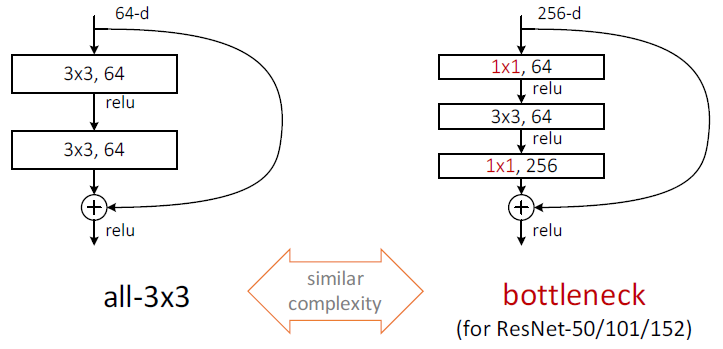 64-d
3x3, 64
relu
3x3, 64
relu
all-3x3
similar
complexity
256-d
1x1, 64
relu
3x3, 64
relu
1x1, 256
relu
bottleneck
(for ResNet-50/101/152)